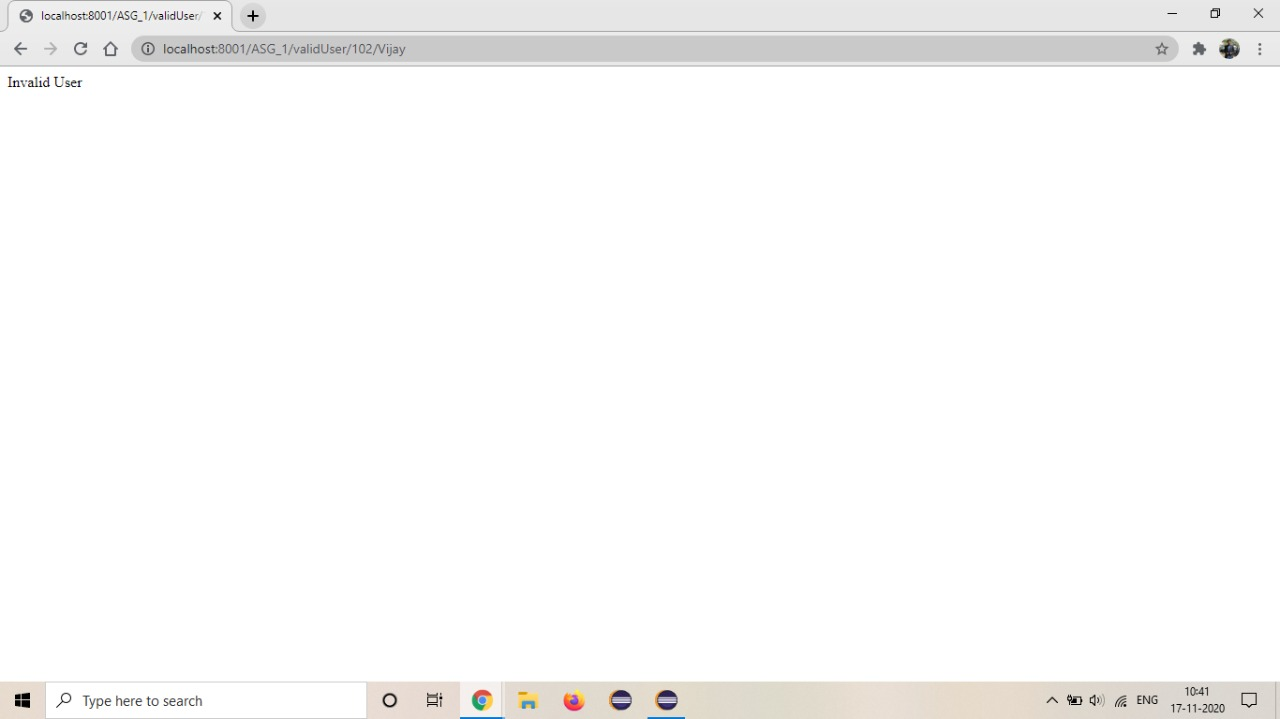 localhost:8001/ASG_1/validUser/
localhost:8001/ASG_1/validUser/102/Vijay
Invalid User
Type here to search
ENG
10:41
17-11-2020